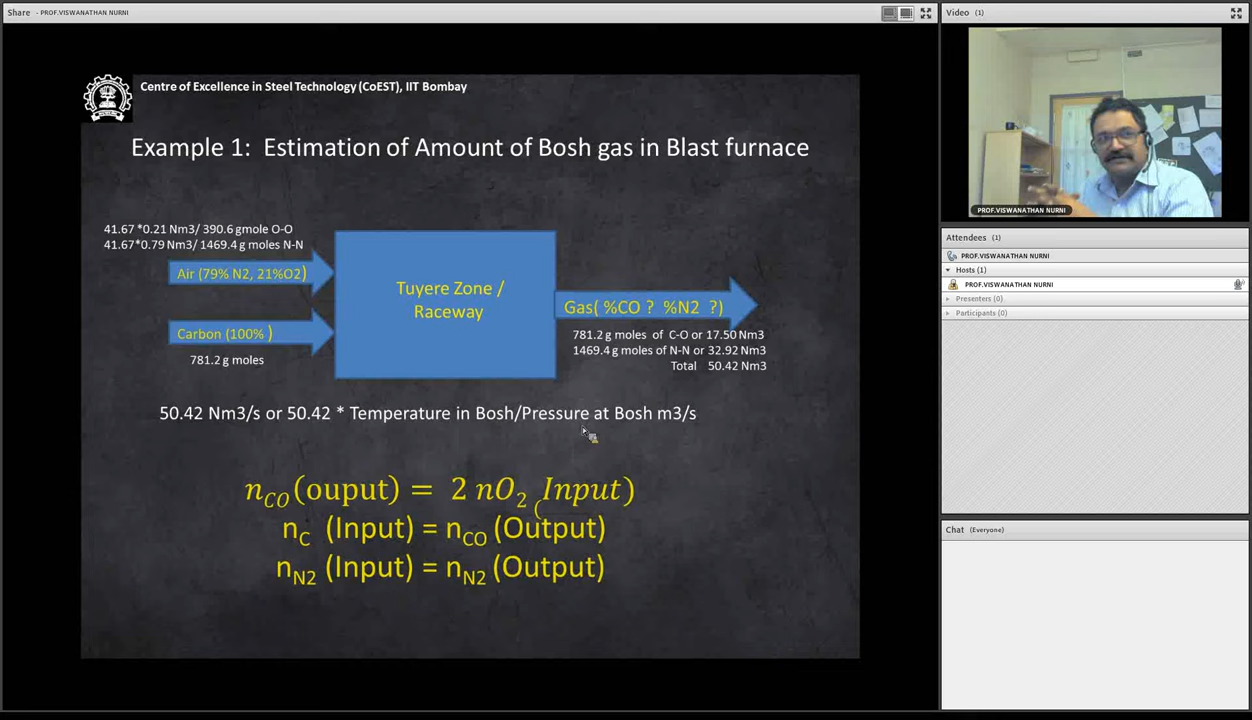 Share - PROF.VISWANATHAN NURNI
Centre of Excellence in Steel Technology (CoEST), IIT Bombay
Example 1: Estimation of Amount of Bosh gas in Blast furnace
41.67 *0.21 Nm3/ 390.6 gmole O-O
41.67*0.79 Nm3/ 1469.4 g moles N-N
Air (79% N2, 21%O2)
Carbon (100% )
781.2 g moles
Tuyere Zone /
Raceway
Gas( %CO ? %N2 ?)
781.2 g moles of C-O or 17.50 Nm3
1469.4 g moles of N-N or 32.92 Nm3
Total 50.42 Nm3
50.42 Nm3/s or 50.42 * Temperature in Bosh/Pressure at Bosh m3/s
nCO(ouput) = 2 nO2 (Input)
nC (Input) = nCO (Output)
nN2 (Input) = nN2 (Output)
Video (1)
PROF.VISWANATHAN NURNI
Attendees (1)
PROF.VISWANATHAN NURNI
Hosts (1)
PROF.VISWANATHAN NURNI
Presenters (0)
Participants (0)
Chat (Everyone)